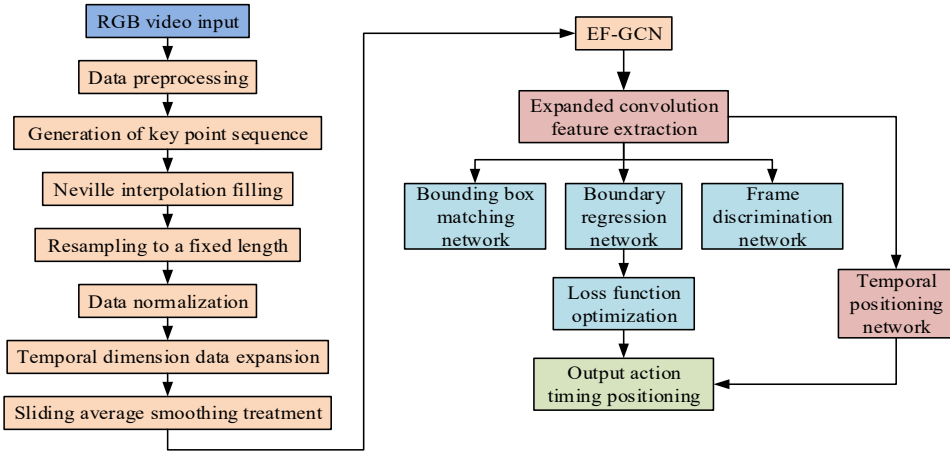 RGB video input
Data preprocessing
Generation of key point sequence
Neville interpolation filling
Resampling to a fixed length
Data normalization
Temporal dimension data expansion
Sliding average smoothing treatment
EF-GCN
Expanded convolution
feature extraction
Bounding box
matching
network
Boundary
regression
network
Frame
discrimination
network
Loss function
optimization
Temporal
positioning
network
Output action
timing positioning